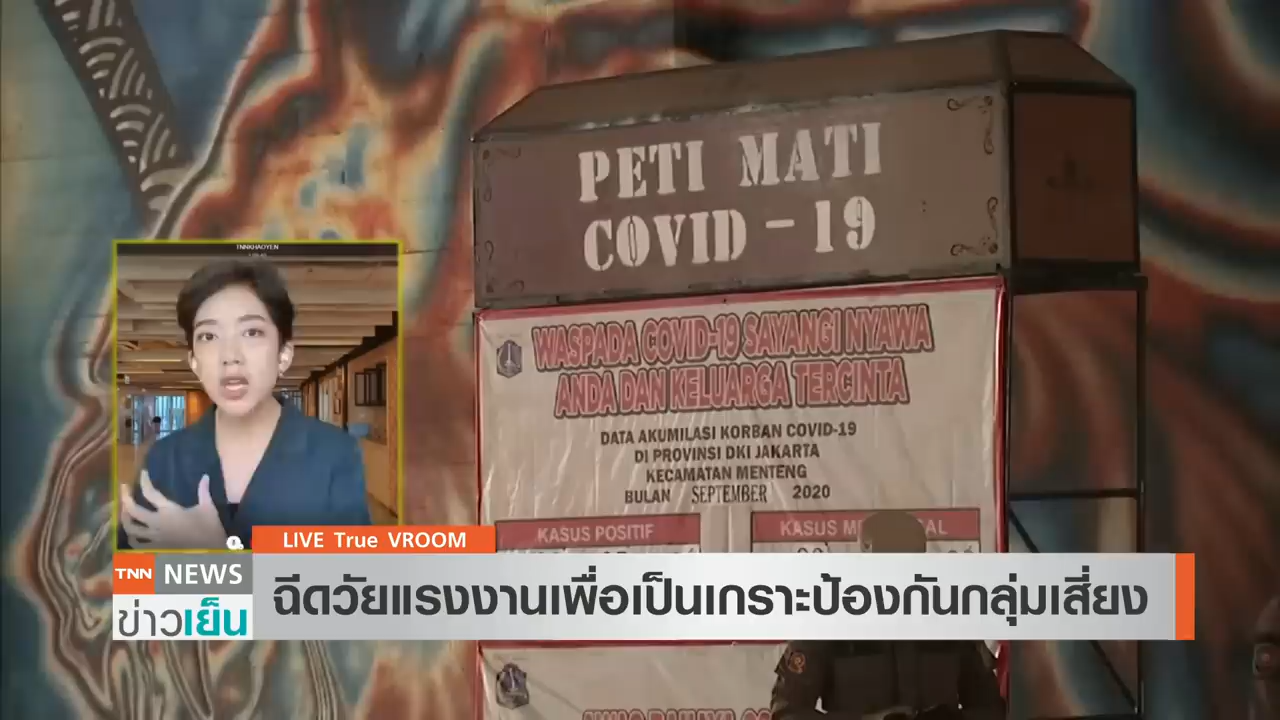 PETI MATI
COVID-19
WASPADA COVID-19 SAYANGI NYAWA
ANDA DAN KELUARGA TERCINTA
DATA AKUMILASI KORBAN COVID-19
DI PROVINSI DKI JAKARTA
KECAMATAN MENTENG
BULAN SEPTEMBER 2020
KASUS POSITIF
KASUS
TNNKHAOYEN
LIVE True VROOM
TNN NEWS
ข่าวเย็น
ฉีดวัยแรงงานเพื่อเป็นเกราะป้องกันกลุ่มเสี่ยง